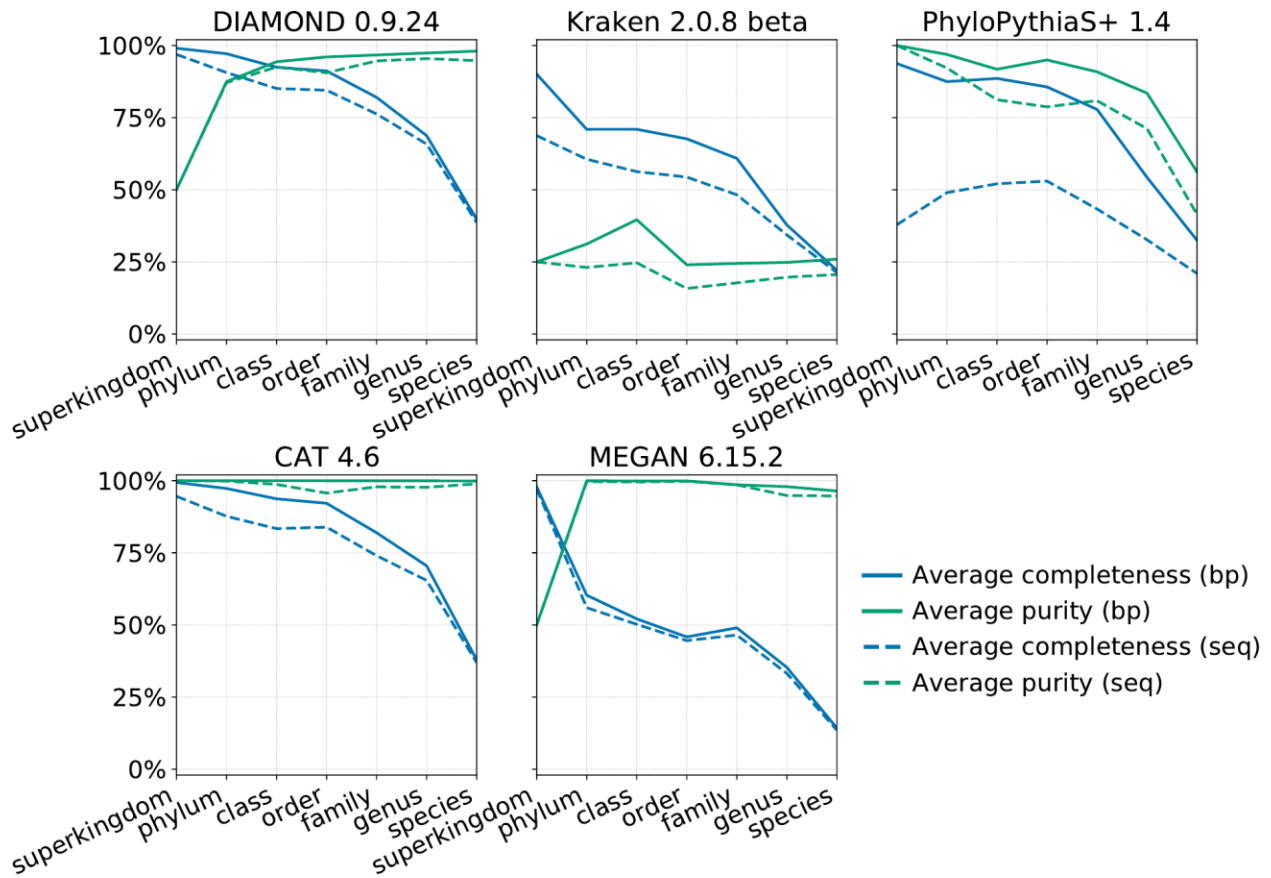 DIAMOND 0.9.24
Kraken 2.0.8 beta
PhyloPythiaS+ 1.4
100%
75%
50%
25%
0%
superkingdom
phylum
class
order
family
genus
species
superkingdom
phylum
class
order
family
genus
species
superkingdom
phylum
class
order
family
genus
species
CAT 4.6
MEGAN 6.15.2
100%
75%
50%
25%
0%
superkingdom
phylum
class
order
family
genus
species
superkingdom
phylum
class
order
family
genus
species
Average completeness (bp)
Average purity (bp)
Average completeness (seq)
Average purity (seq)